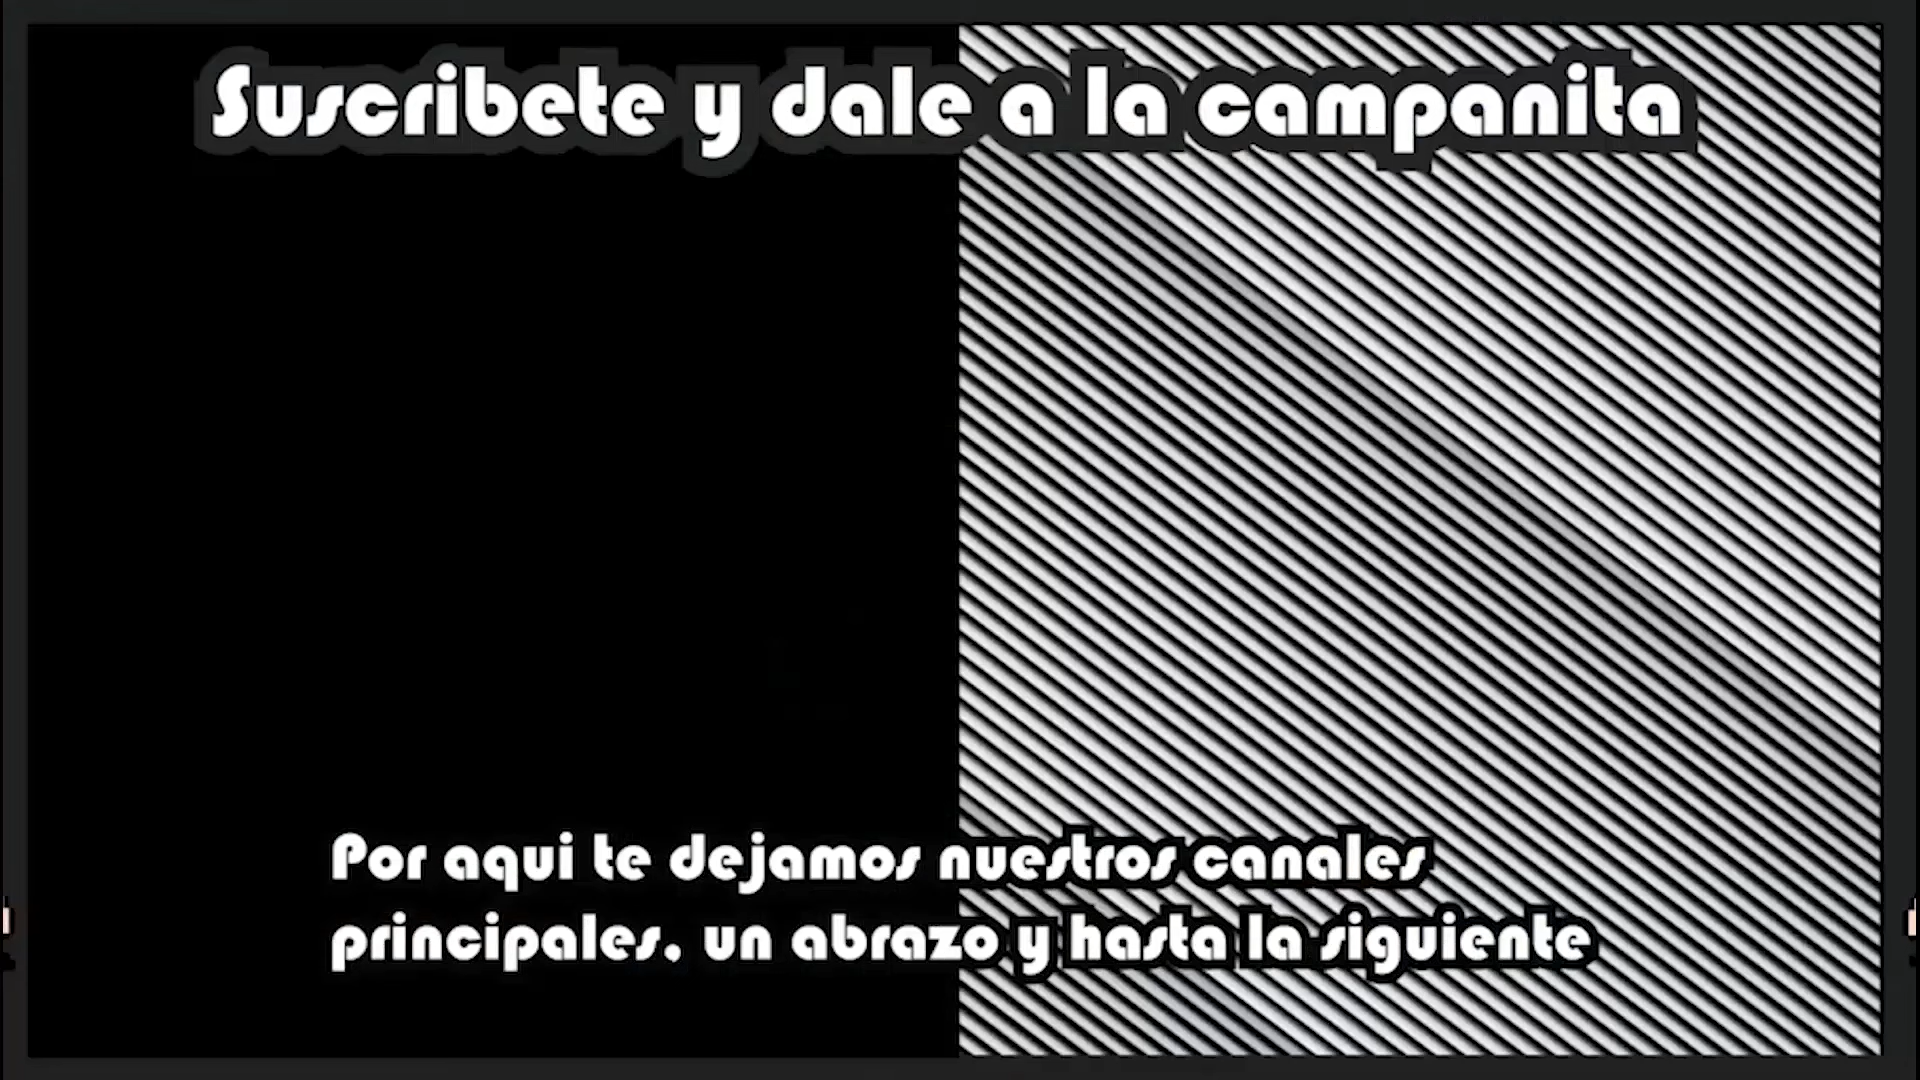 Suscribete y dale a la campanita
Por aqui te dejamos nuestros canales
principales, un abrazo y hasta la siguiente